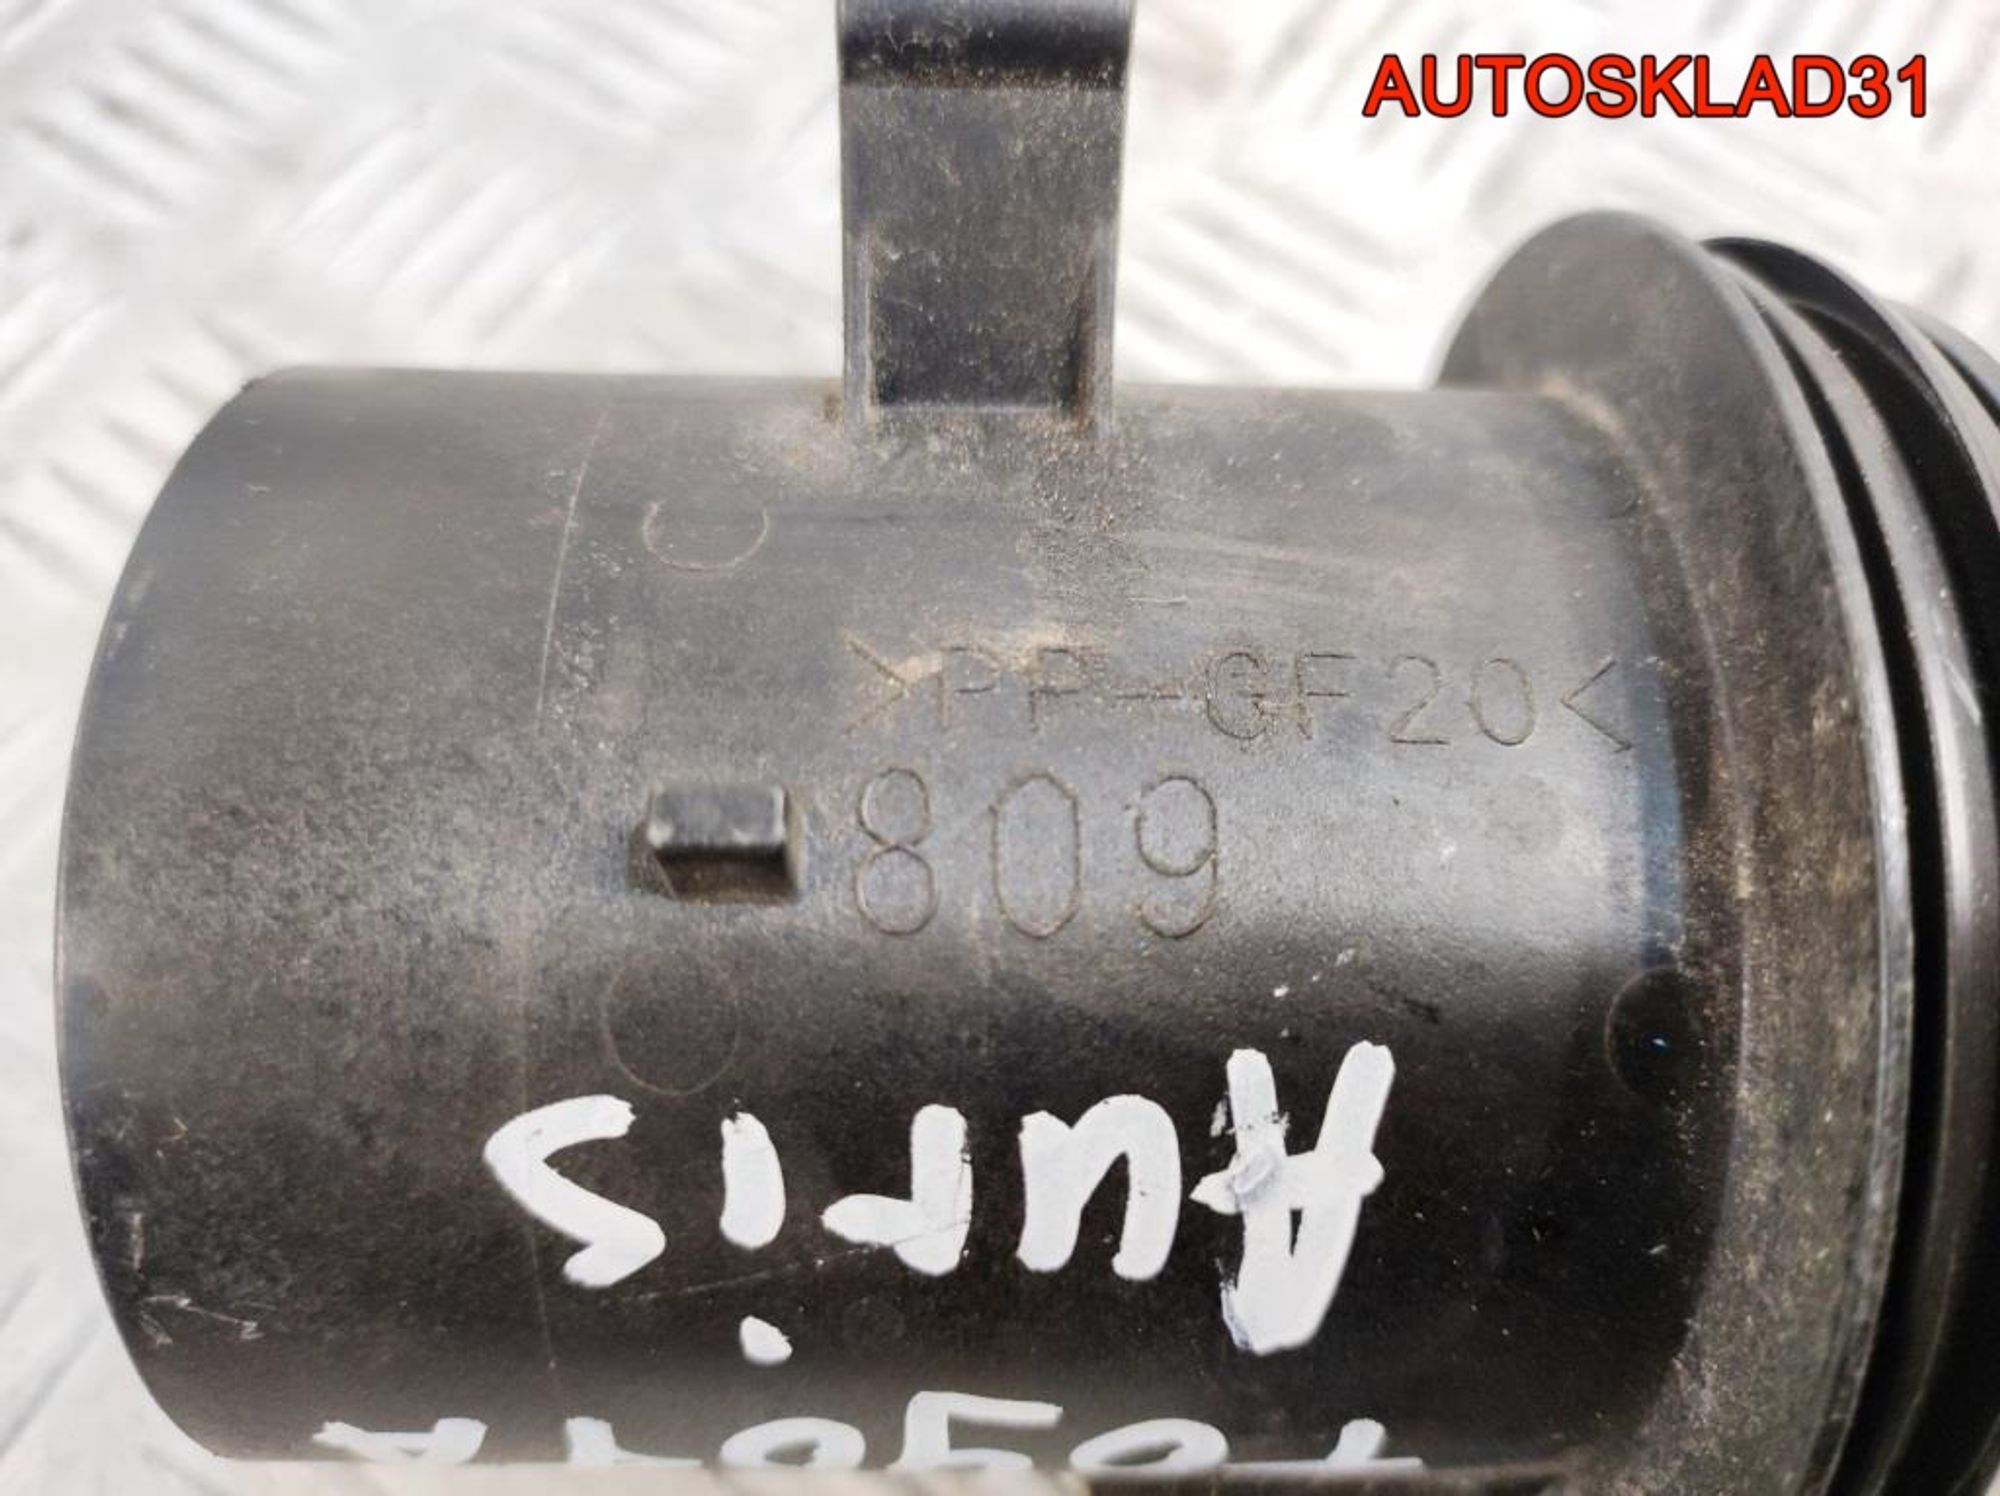 AUTOSKLAD31
>PP-GF20<
809
Auris